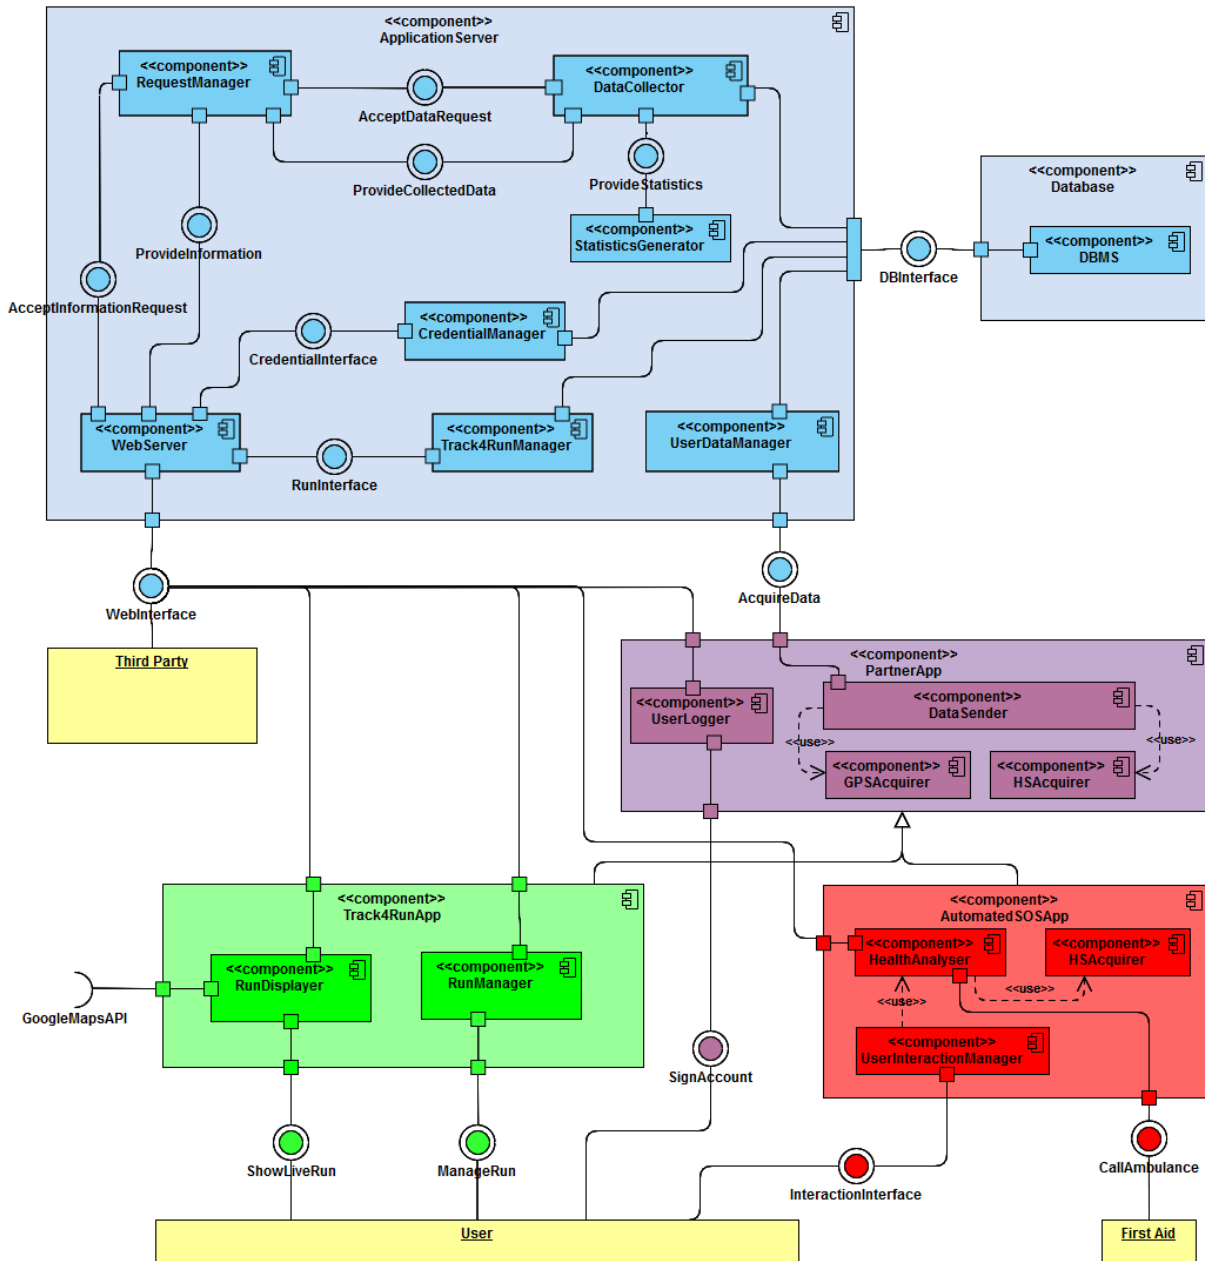 <<component>>
ApplicationServer
<<component>>
RequestManager
<<component>>
DataCollector
AcceptDataRequest
ProvideCollectedData
ProvideStatistics
<<component>>
StatisticsGenerator
ProvideInformation
AcceptInformationRequest
<<component>>
Database
<<component>>
DBMS
DBInterface
<<component>>
CredentialManager
CredentialInterface
<<component>>
WebServer
<<component>>
Track4RunManager
<<component>>
UserDataManager
RunInterface
WebInterface
AcquireData
Third Party
<<component>>
PartnerApp
<<component>>
UserLogger
<<component>>
DataSender
<<use>>
<<use>>
<<component>>
GPSAcquirer
<<component>>
HSAcquirer
<<component>>
Track4RunApp
<<component>>
RunDisplayer
<<component>>
RunManager
GoogleMapsAPI
<<component>>
AutomatedSOSApp
<<component>>
HealthAnalyser
<<component>>
HSAcquirer
<<use>>
<<use>>
<<component>>
UserInteractionManager
SignAccount
ShowLiveRun
ManageRun
InteractionInterface
CallAmbulance
User
First Aid